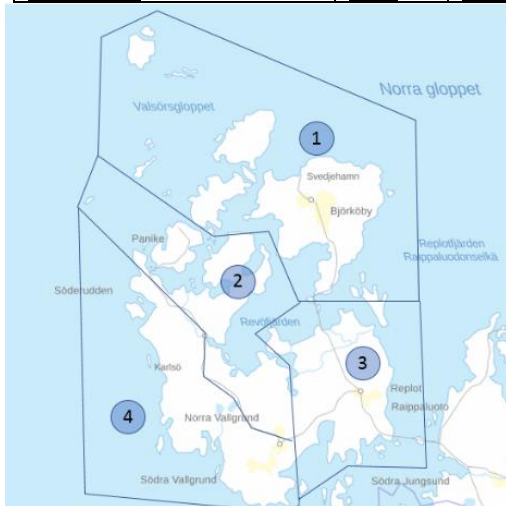 Norra gloppet
Valsörsgloppet
1
Svedjehamn
Björköby
Panike
Replotfjärden
Raippaluodonselkä
2
Söderudden
Revöfjärden
3
Karlsö
Replot
Raippaluoto
4
Norra Vallgrund
Södra Vallgrund
Södra Jungsund